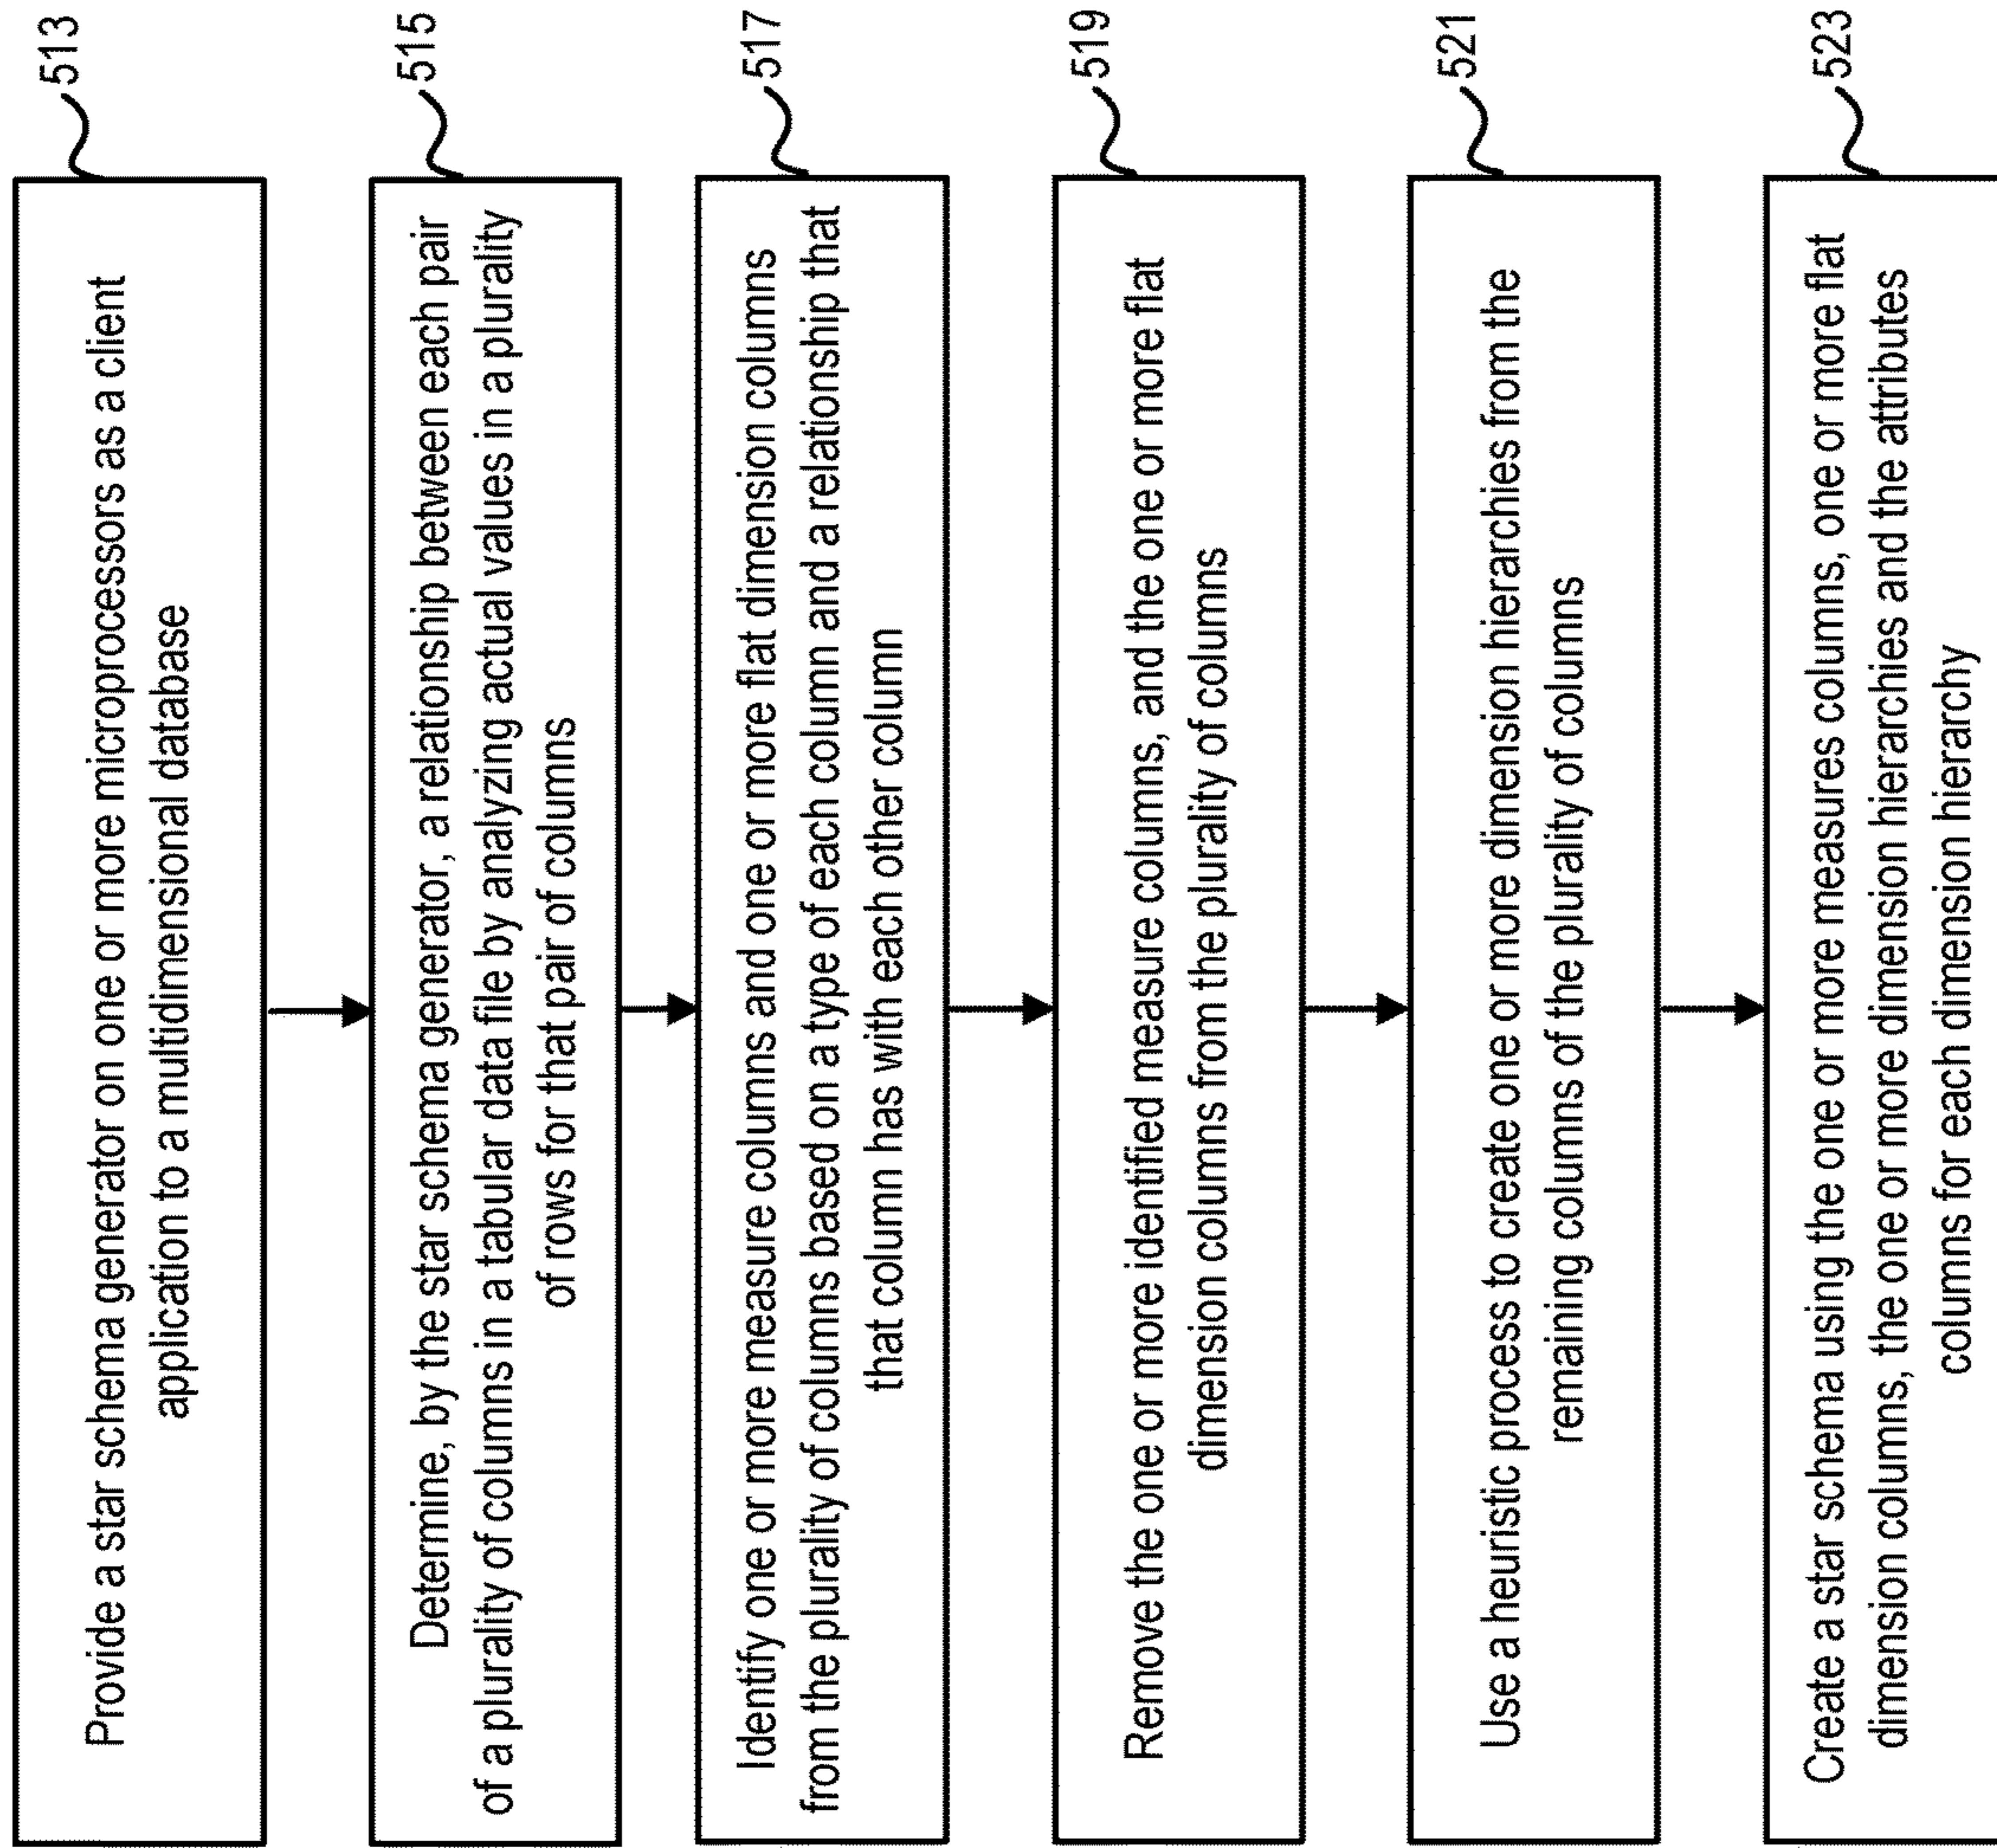 Provide a star schema generator on one or more microprocessors as a client
application to a multidimensional database
513
Determine, by the star schema generator, a relationship between each pair
of a plurality of columns in a tabular data file by analyzing actual values in a plurality
of rows for that pair of columns
515
Identify one or more measure columns and one or more flat dimension columns
from the plurality of columns based on a type of each column and a relationship that
that column has with each other column
517
Remove the one or more identified measure columns, and the one or more flat
dimension columns from the plurality of columns
519
Use a heuristic process to create one or more dimension hierarchies from the
remaining columns of the plurality of columns
521
Create a star schema using the one or more measures columns, one or more flat
dimension columns, the one or more dimension hierarchies and the attributes
columns for each dimension hierarchy
523